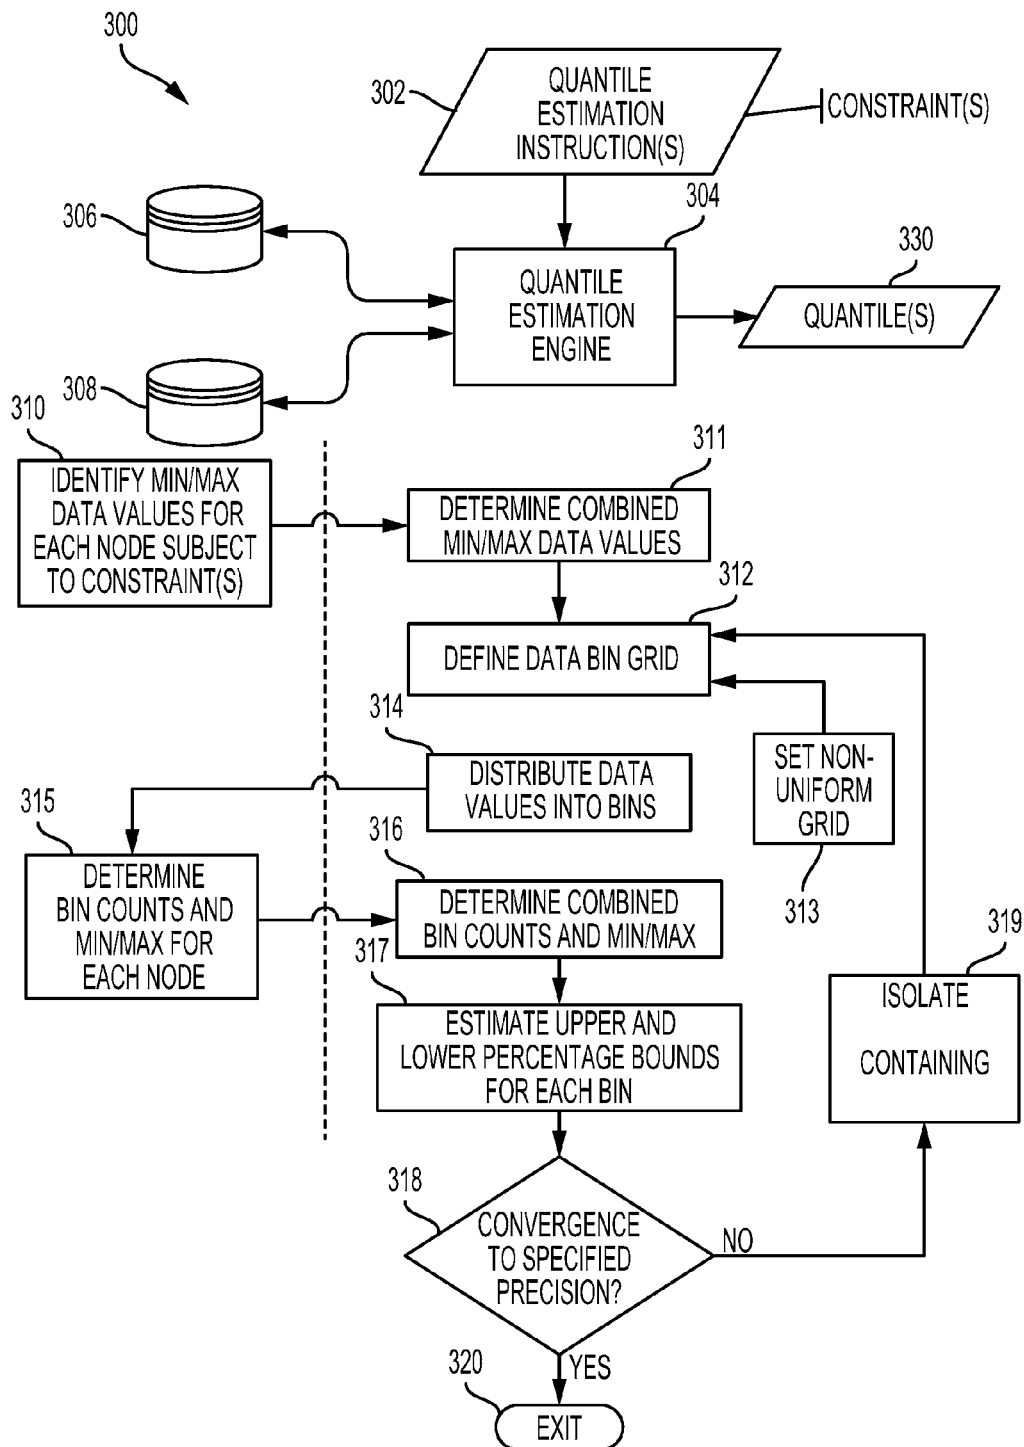 300
302
QUANTILE
ESTIMATION
INSTRUCTION(S)
CONSTRAINT(S)
304
306
QUANTILE
ESTIMATION
ENGINE
330
QUANTILE(S)
308
310
IDENTIFY MIN/MAX
DATA VALUES FOR
EACH NODE SUBJECT
TO CONSTRAINT(S)
311
DETERMINE COMBINED
MIN/MAX DATA VALUES
312
DEFINE DATA BIN GRID
314
DISTRIBUTE DATA
VALUES INTO BINS
SET NON-
UNIFORM
GRID
313
315
DETERMINE
BIN COUNTS AND
MIN/MAX FOR
EACH NODE
316
DETERMINE COMBINED
BIN COUNTS AND MIN/MAX
317
ESTIMATE UPPER AND
LOWER PERCENTAGE BOUNDS
FOR EACH BIN
319
ISOLATE
CONTAINING
318
CONVERGENCE
TO SPECIFIED
PRECISION?
NO
YES
320
EXIT